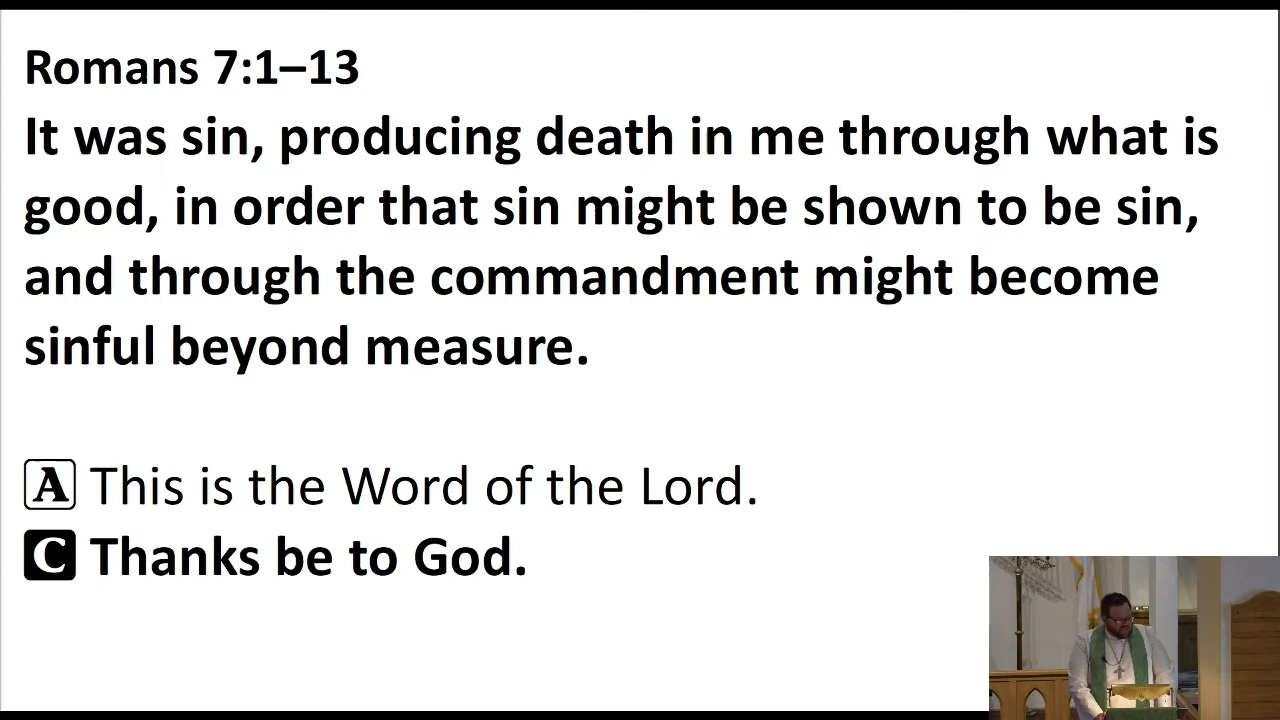 Romans 7:1–13
It was sin, producing death in me through what is
good, in order that sin might be shown to be sin,
and through the commandment might become
sinful beyond measure.
A This is the Word of the Lord.
C Thanks be to God.